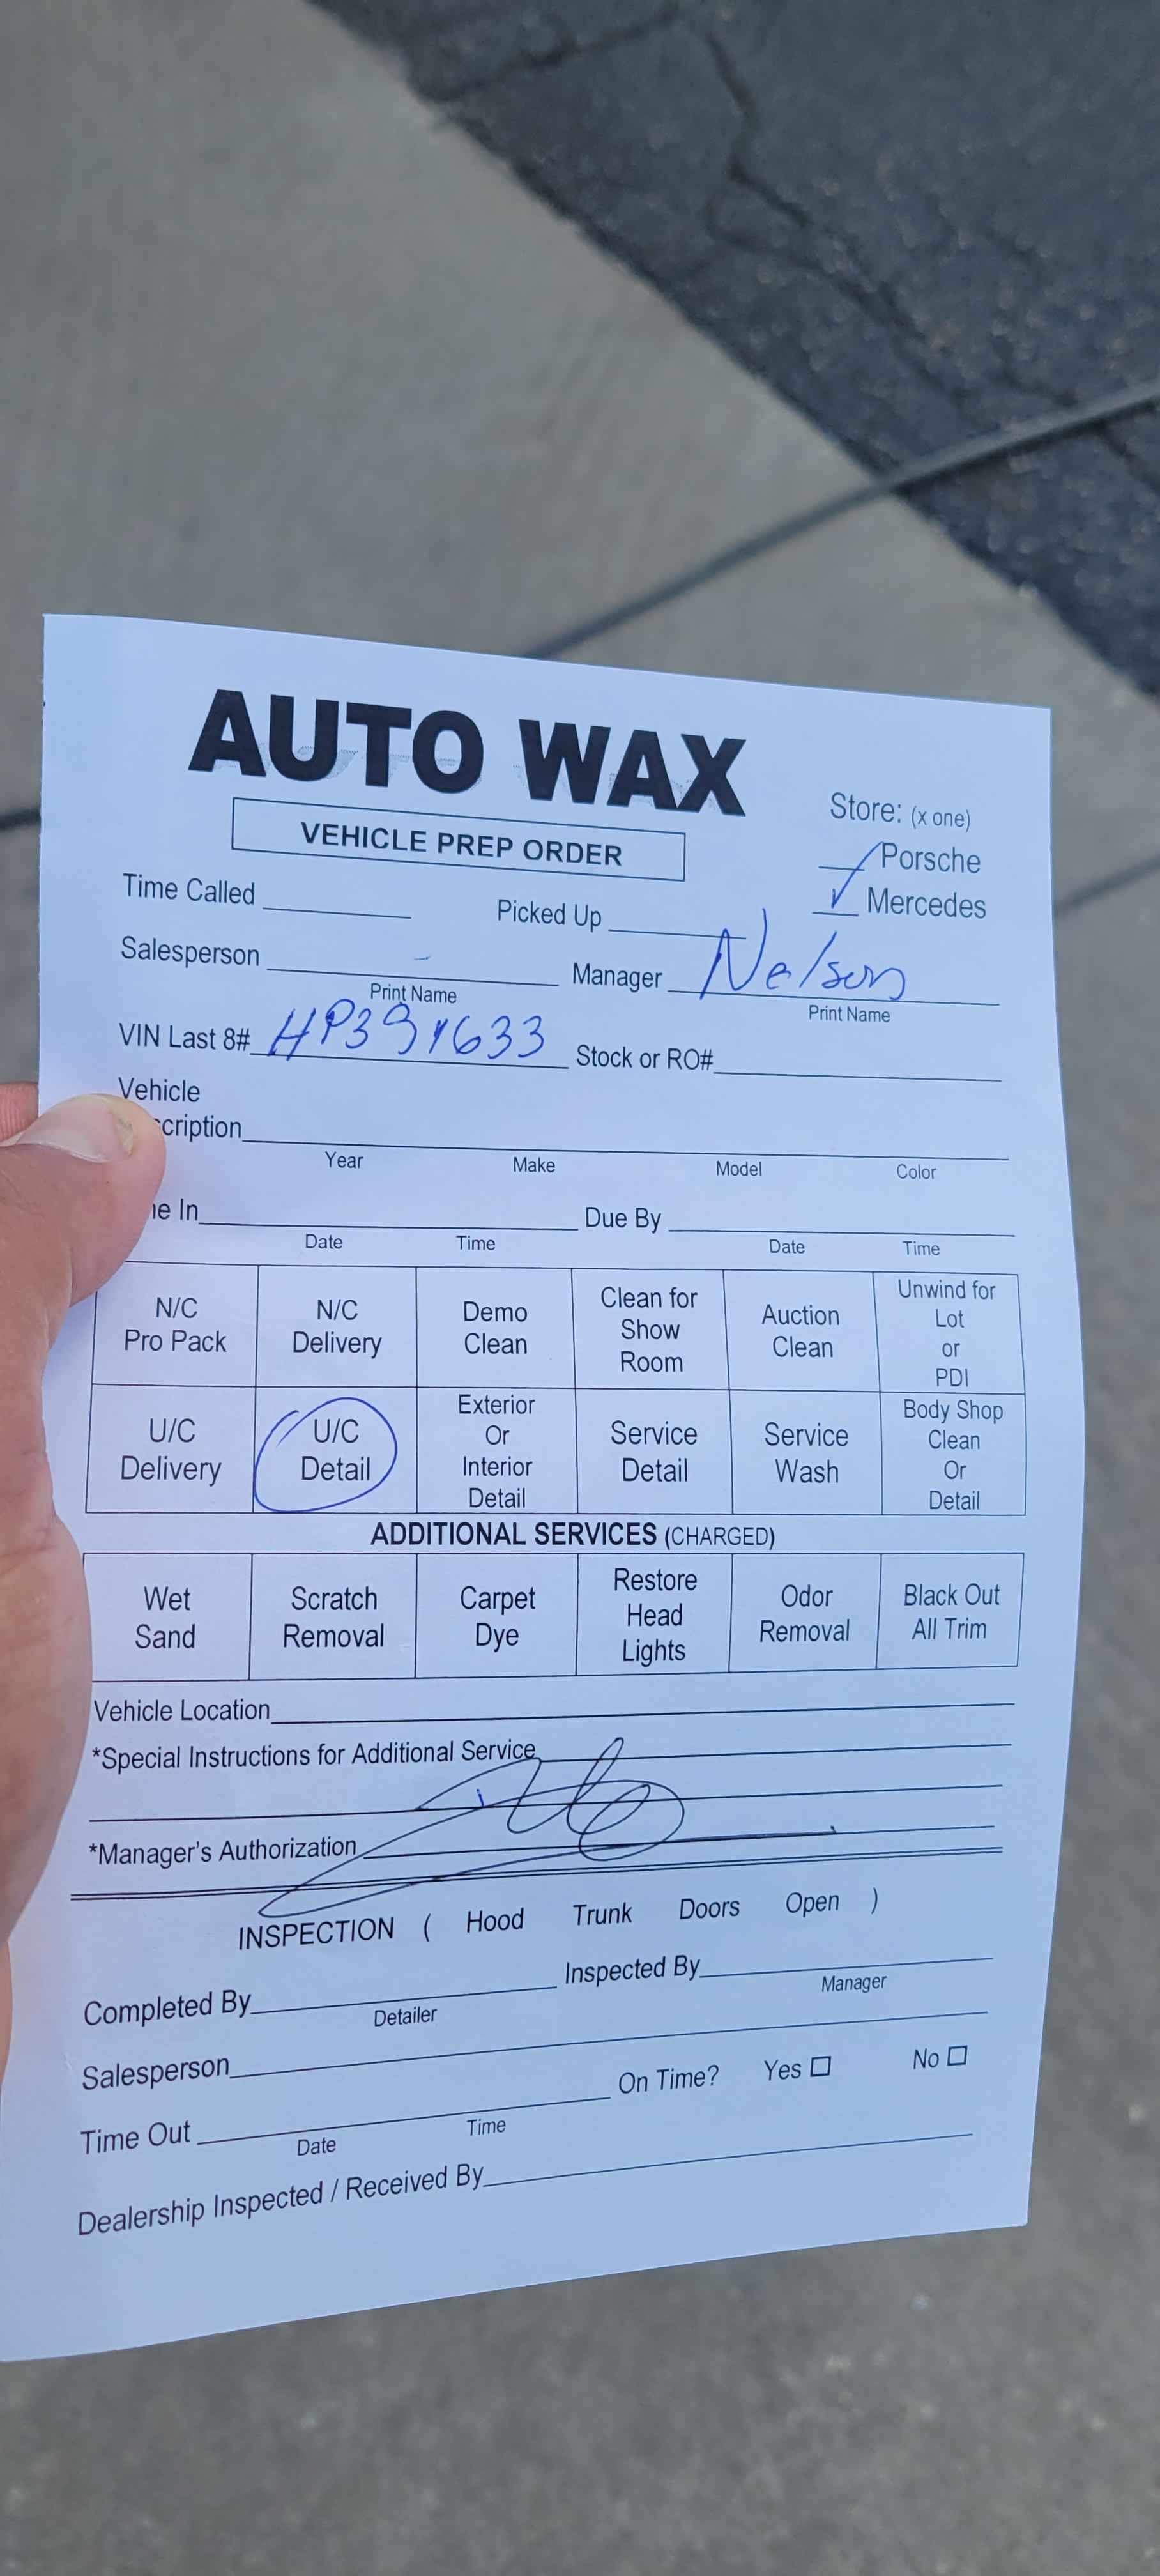 AUTO WAX
VEHICLE PREP ORDER
Store: (x one)
Porsche
✓ Mercedes
Time Called
Picked Up
Salesperson
Print Name
Manager Nelson
Print Name
VIN Last 8# HP391633
Stock or RO#
Vehicle
cription
Year Make Model Color
e In
Date Time
Due By
Date Time
N/C Pro Pack
N/C Delivery
Demo Clean
Clean for Show Room
Auction Clean
Unwind for Lot or PDI
U/C Delivery
U/C Detail
Exterior Or Interior Detail
Service Detail
Service Wash
Body Shop Clean Or Detail
ADDITIONAL SERVICES (CHARGED)
Wet Sand
Scratch Removal
Carpet Dye
Restore Head Lights
Odor Removal
Black Out All Trim
Vehicle Location
*Special Instructions for Additional Service
*Manager's Authorization
INSPECTION ( Hood Trunk Doors Open )
Completed By
Detailer
Inspected By
Manager
Salesperson
On Time? Yes □ No □
Time Out
Date Time
Dealership Inspected / Received By